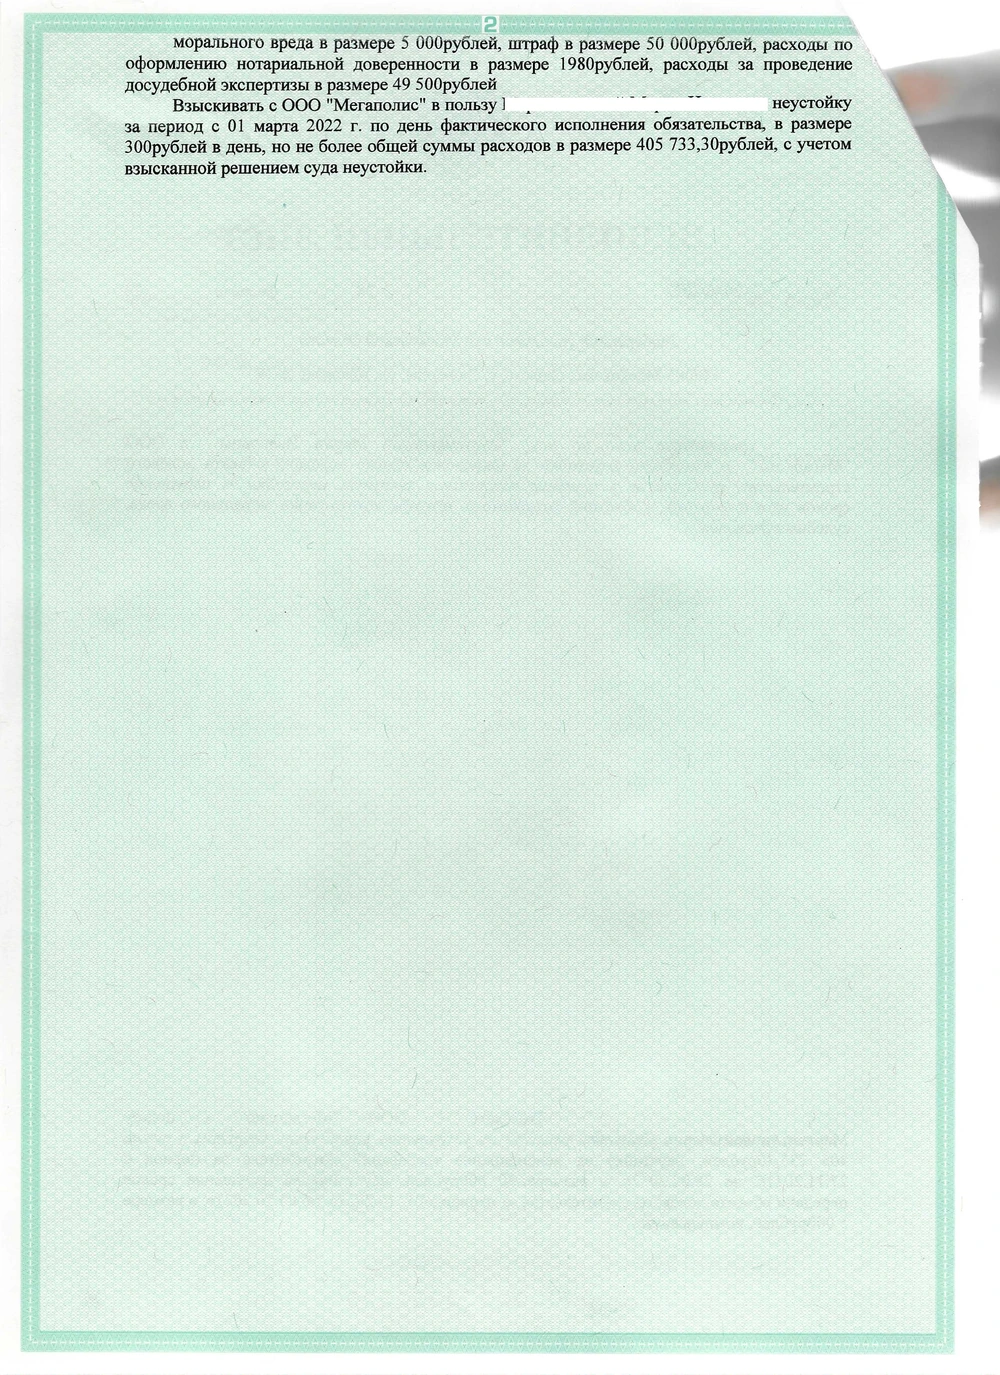 2
морального вреда в размере 5 000рублей, штраф в размере 50 000рублей, расходы по
оформлению нотариальной доверенности в размере 1980рублей, расходы за проведение
досудебной экспертизы в размере 49 500рублей
Взыскивать с ООО "Мегаполис" в пользу неустойку
за период с 01 марта 2022 г. по день фактического исполнения обязательства, в размере
300рублей в день, но не более общей суммы расходов в размере 405 733,30рублей, с учетом
взысканной решением суда неустойки.